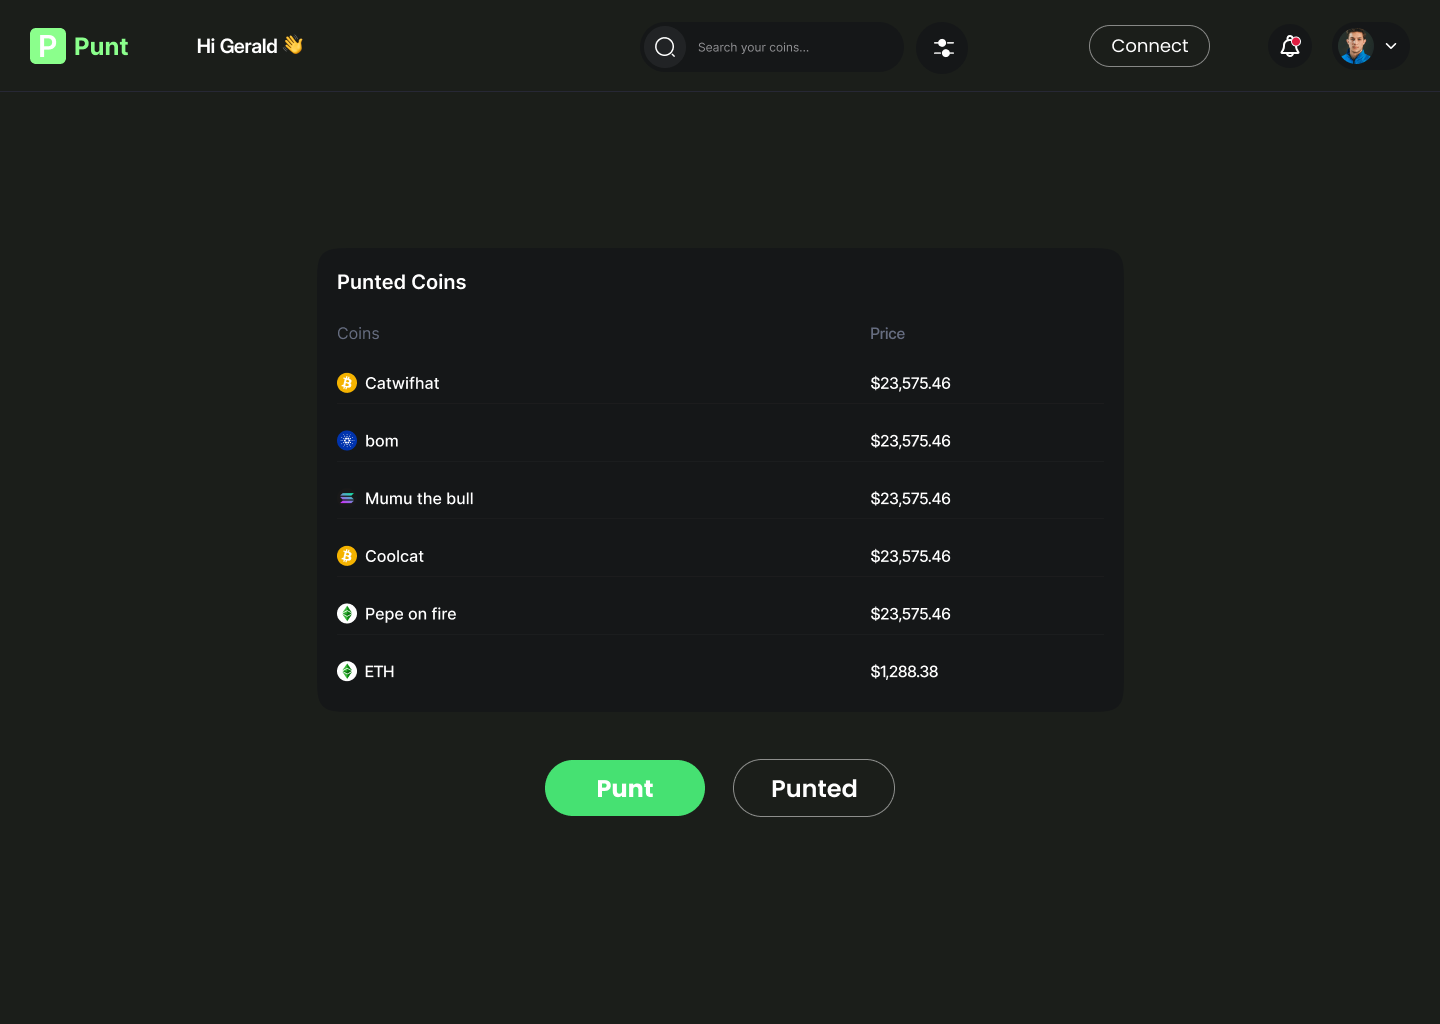 P Punt
Hi Gerald 👋
Search your coins...
Connect
Punted Coins
Coins Price
Catwifhat $23,575.46
bom $23,575.46
Mumu the bull $23,575.46
Coolcat $23,575.46
Pepe on fire $23,575.46
ETH $1,288.38
Punt Punted